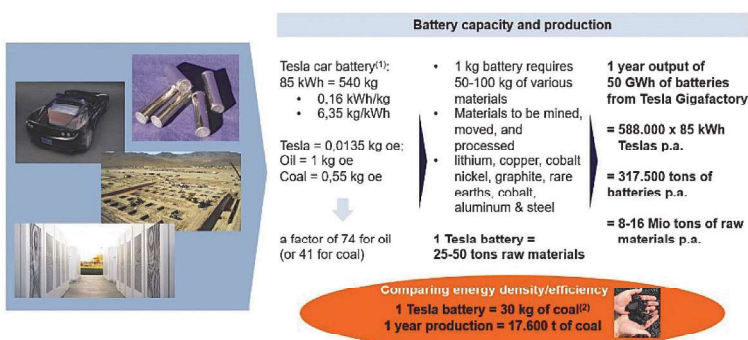 Battery capacity and production
Tesla car battery(1):
85 kWh = 540 kg
• 0.16 kWh/kg
• 6,35 kg/kWh
Tesla = 0,0135 kg oe;
Oil = 1 kg oe
Coal = 0,55 kg oe
a factor of 74 for oil
(or 41 for coal)
• 1 kg battery requires
50-100 kg of various
materials
• Materials to be mined,
moved, and
processed
• lithium, copper, cobalt
nickel, graphite, rare
earths, cobalt,
aluminum & steel
1 Tesla battery =
25-50 tons raw materials
1 year output of
50 GWh of batteries
from Tesla Gigafactory
= 588.000 x 85 kWh
Teslas p.a.
= 317.500 tons of
batteries p.a.
= 8-16 Mio tons of raw
materials p.a.
Comparing energy density/efficiency
1 Tesla battery = 30 kg of coal(2)
1 year production = 17.600 t of coal